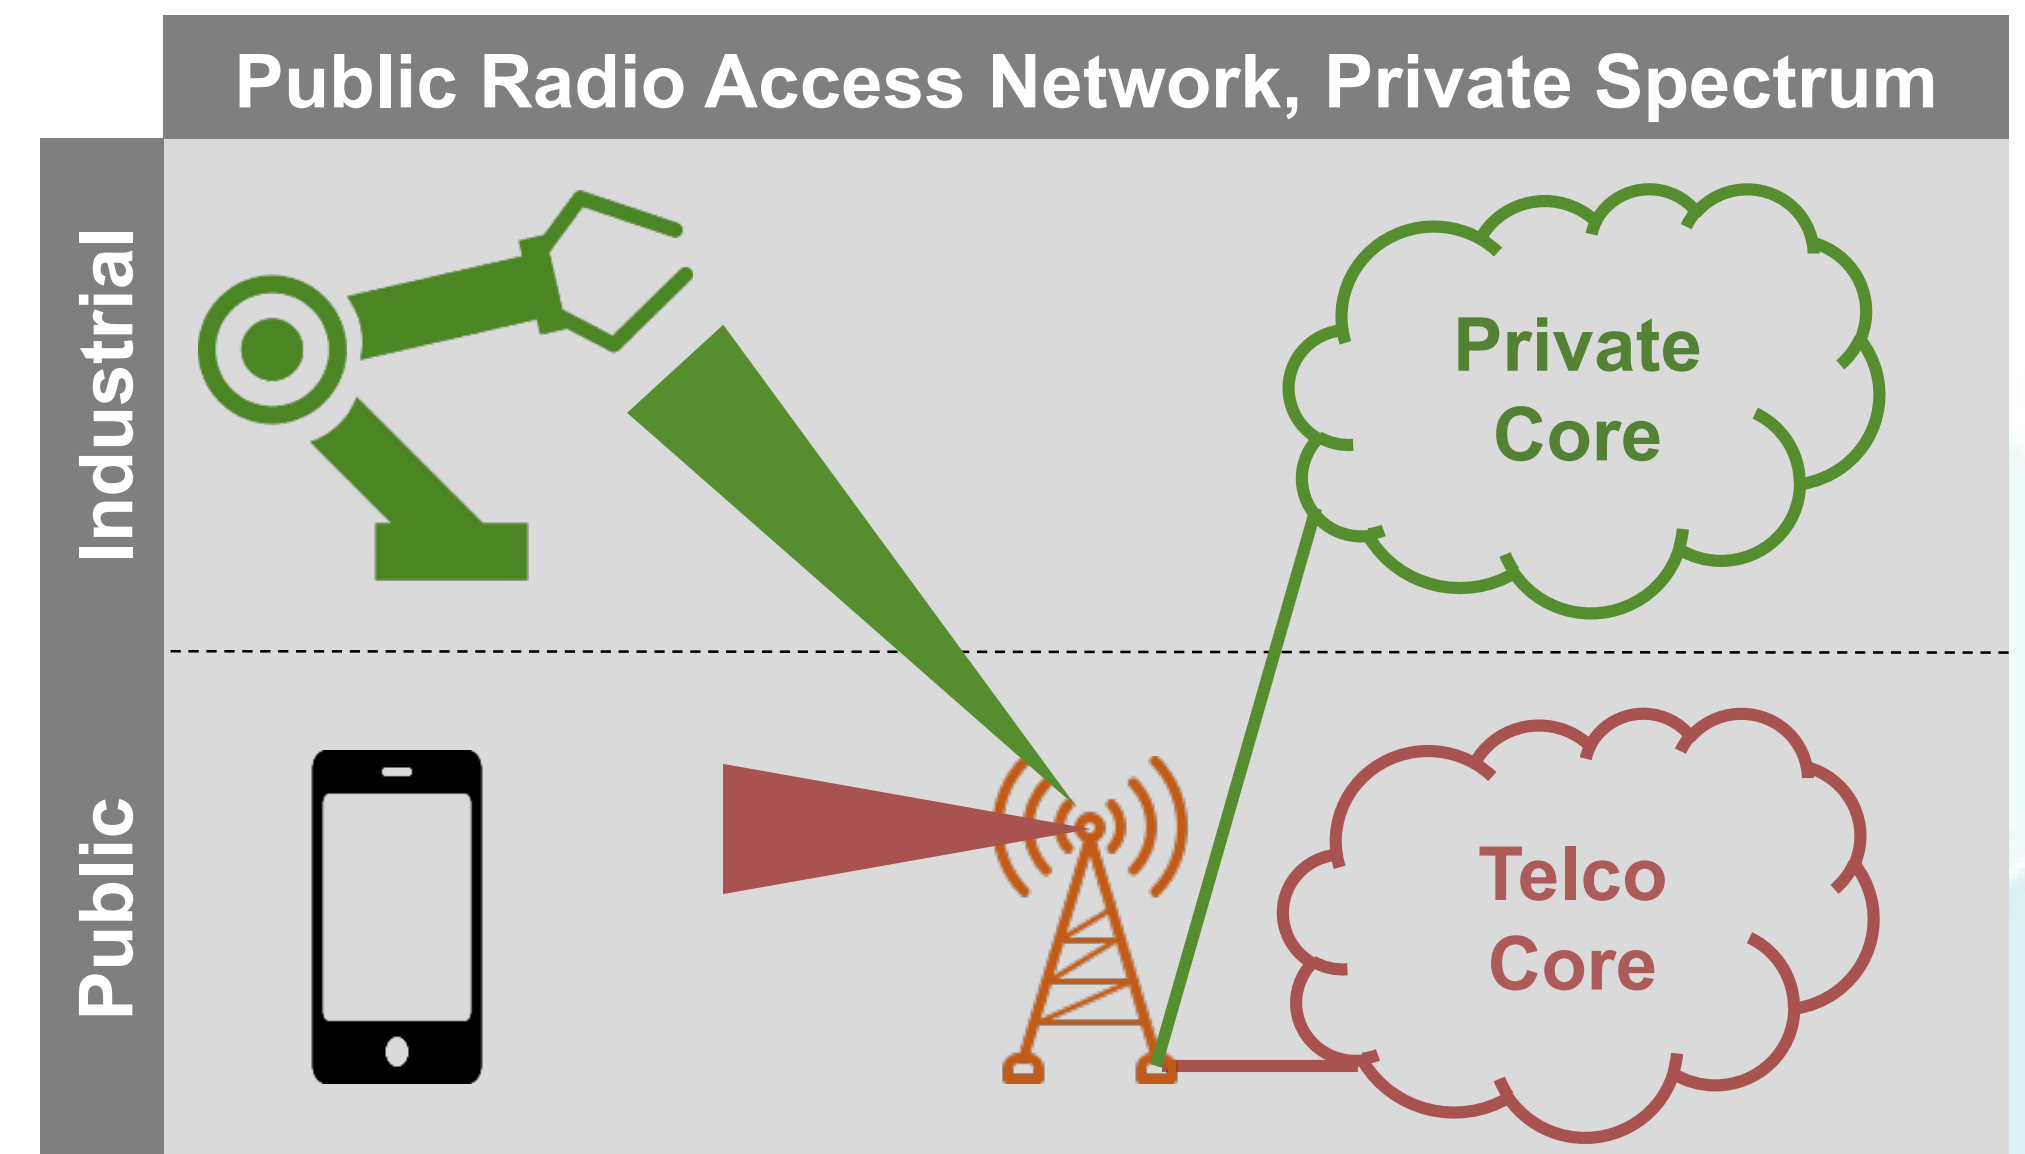 Public Radio Access Network, Private Spectrum
Industrial
Private
Core
Public
Telco
Core